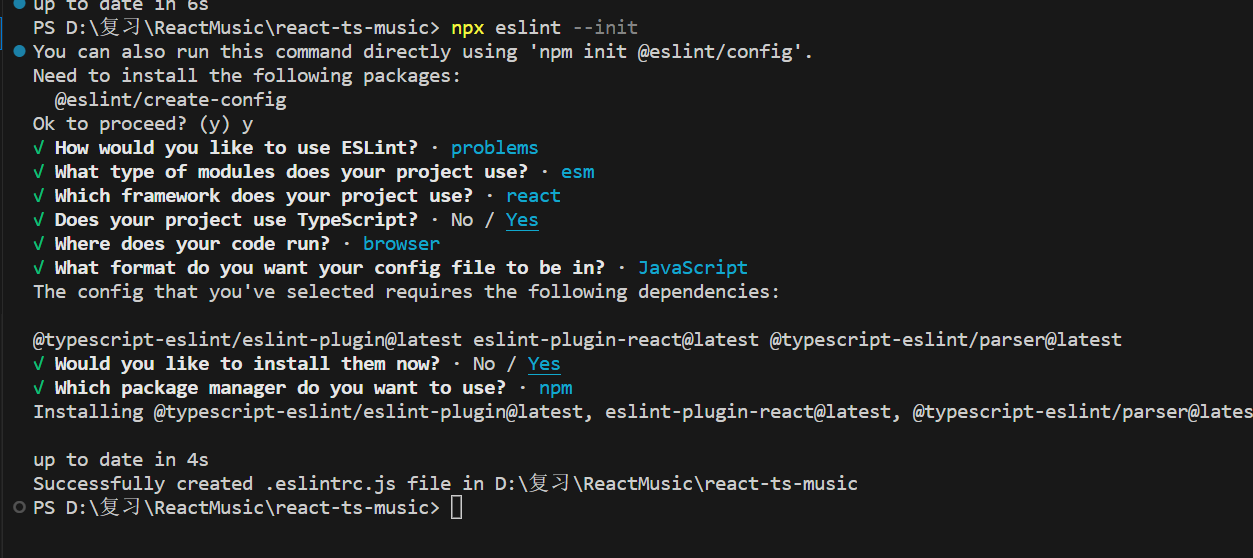 up to date in 6s
PS D:\复习\ReactMusic\react-ts-music> npx eslint --init
You can also run this command directly using 'npm init @eslint/config'.
Need to install the following packages:
  @eslint/create-config
Ok to proceed? (y) y
√ How would you like to use ESLint? · problems
√ What type of modules does your project use? · esm
√ Which framework does your project use? · react
√ Does your project use TypeScript? · No / Yes
√ Where does your code run? · browser
√ What format do you want your config file to be in? · JavaScript
The config that you've selected requires the following dependencies:
@typescript-eslint/eslint-plugin@latest eslint-plugin-react@latest @typescript-eslint/parser@latest
√ Would you like to install them now? · No / Yes
√ Which package manager do you want to use? · npm
Installing @typescript-eslint/eslint-plugin@latest, eslint-plugin-react@latest, @typescript-eslint/parser@lates
up to date in 4s
Successfully created .eslintrc.js file in D:\复习\ReactMusic\react-ts-music
PS D:\复习\ReactMusic\react-ts-music>